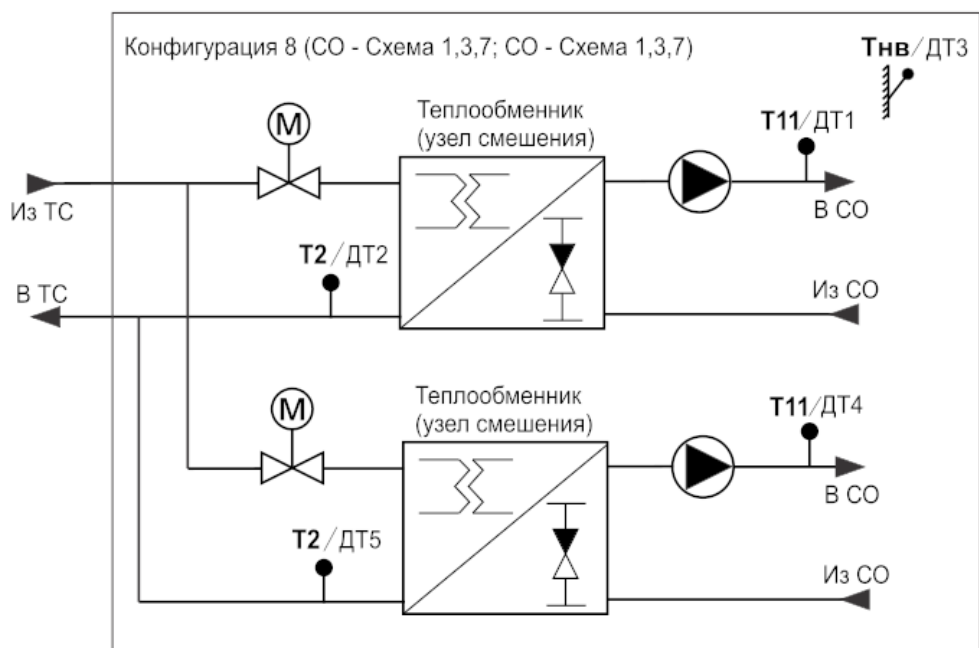 Конфигурация 8 (СО - Схема 1,3,7; СО - Схема 1,3,7)
Тнв/ДТ3
Теплообменник
(узел смешения)
М
Т11/ДТ1
Из ТС
В СО
Т2/ДТ2
В ТС
Из СО
Теплообменник
(узел смешения)
М
Т11/ДТ4
В СО
Т2/ДТ5
Из СО